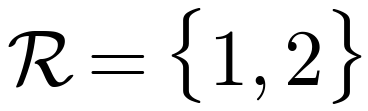 ℛ = {1, 2}